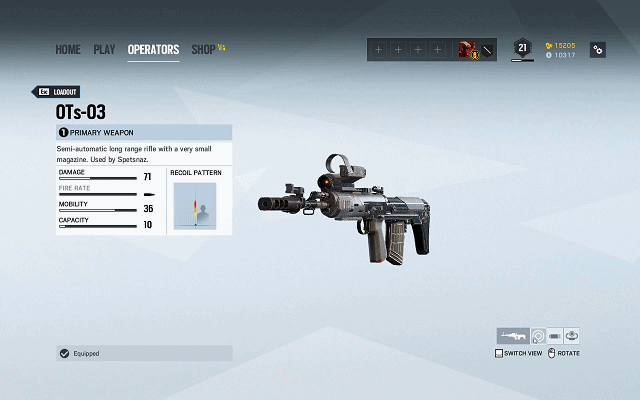 HOME PLAY OPERATORS SHOP
21
15205
10317
Esc LOADOUT
OTs-03
1 PRIMARY WEAPON
Semi-automatic long range rifle with a very small
magazine. Used by Spetsnaz.
DAMAGE 71
FIRE RATE
MOBILITY 36
CAPACITY 10
RECOIL PATTERN
Equipped
SWITCH VIEW ROTATE